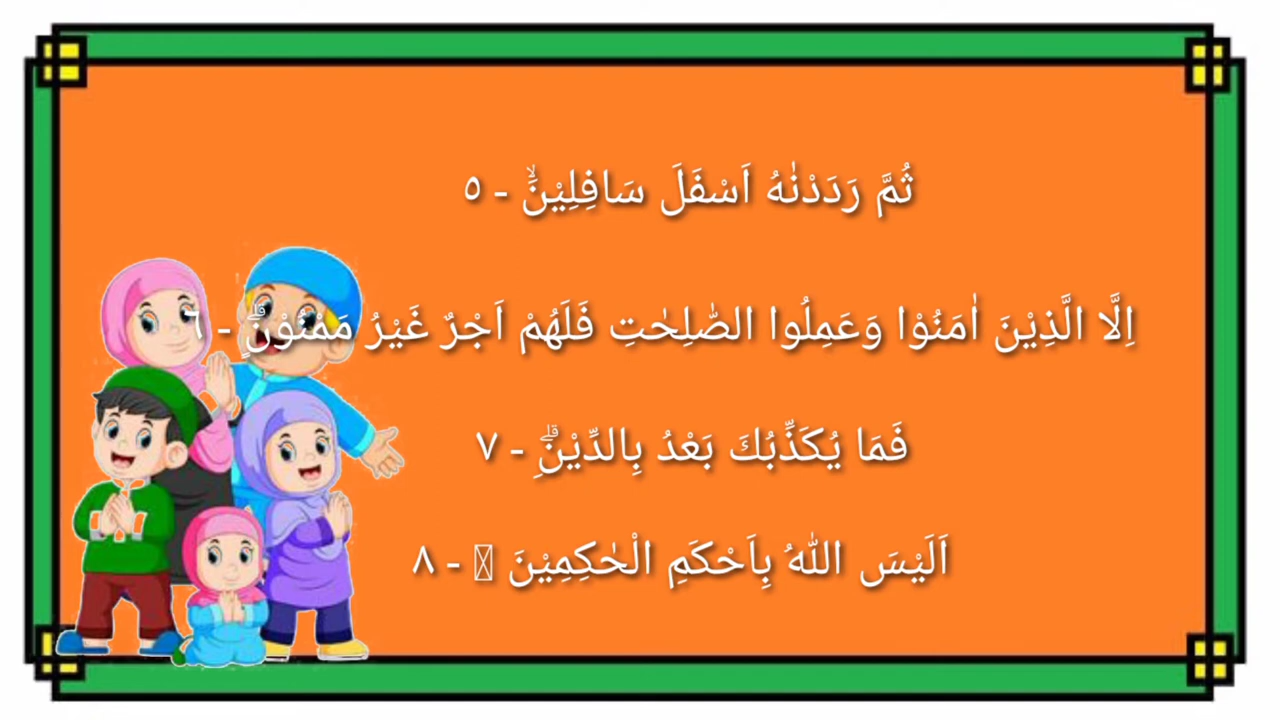 ثُمَّ رَدَدْنٰهُ اَسْفَلَ سَافِلِيْنَۙ - ٥
اِلَّا الَّذِيْنَ اٰمَنُوْا وَعَمِلُوا الصّٰلِحٰتِ فَلَهُمْ اَجْرٌ غَيْرُ مَمْنُوْنٍۗ - ٦
فَمَا يُكَذِّبُكَ بَعْدُ بِالدِّيْنِۗ - ٧
اَلَيْسَ اللّٰهُ بِاَحْكَمِ الْحٰكِمِيْنَ - ٨